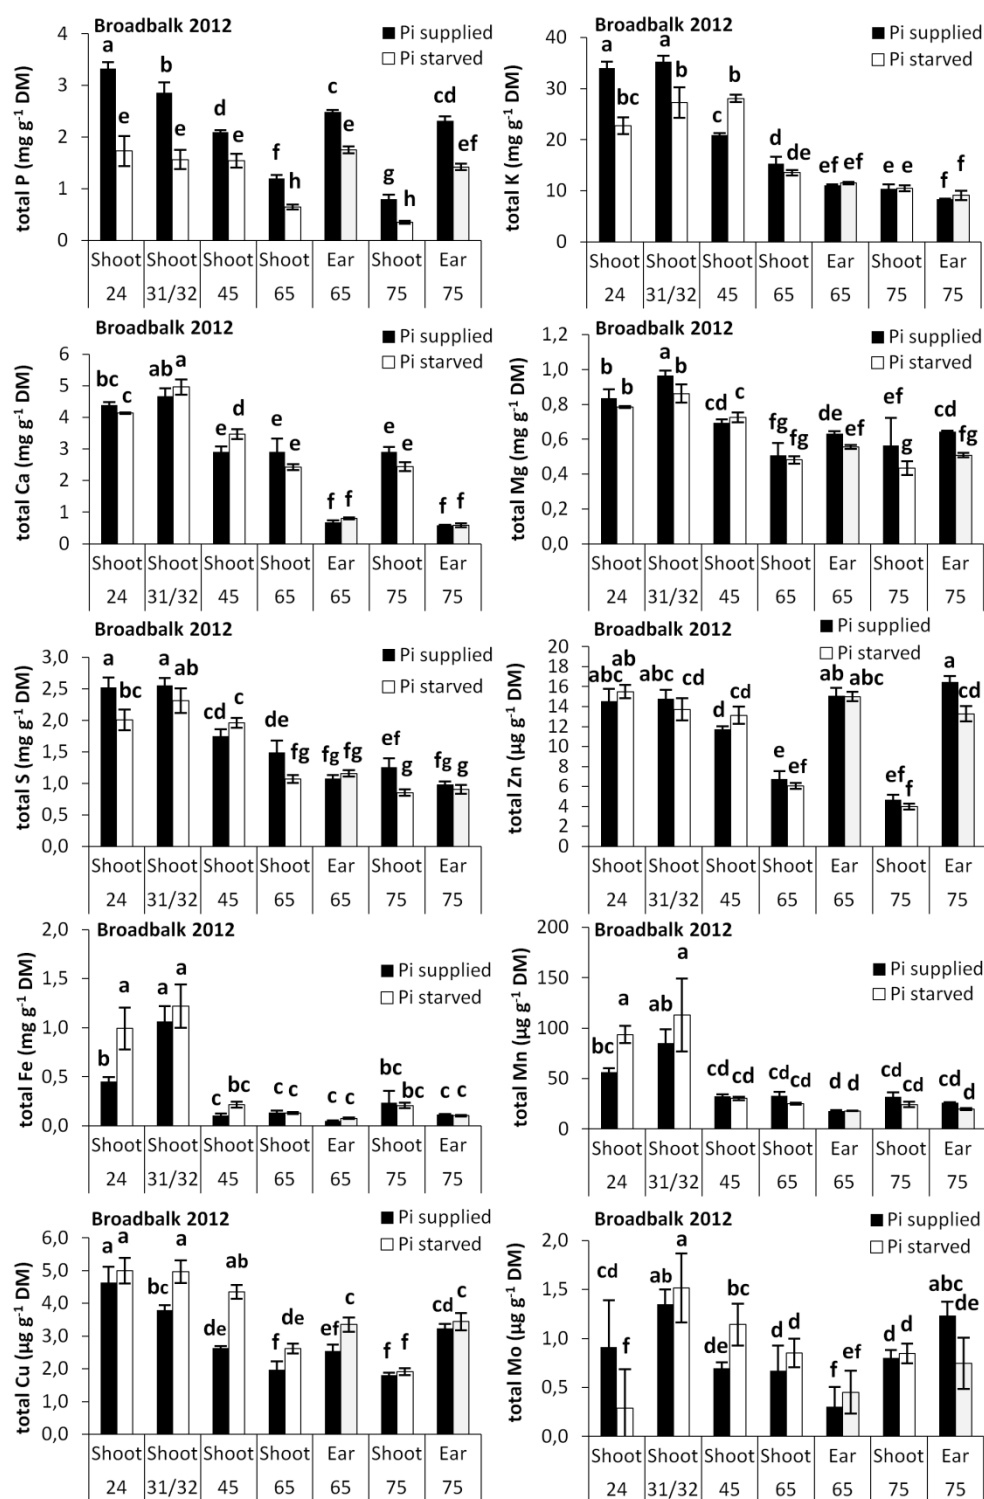 Broadbalk 2012
Pi supplied
Pi starved
total P (mg g⁻¹ DM)
4
3
2
1
0
a e b e d e f h c e g h cd ef
Shoot Shoot Shoot Shoot Ear Shoot Ear
24 31/32 45 65 65 75 75
Broadbalk 2012
Pi supplied
Pi starved
total K (mg g⁻¹ DM)
40
30
20
10
0
a bc a b c b d de ef ef e e f f
Shoot Shoot Shoot Shoot Ear Shoot Ear
24 31/32 45 65 65 75 75
Broadbalk 2012
Pi supplied
Pi starved
total Ca (mg g⁻¹ DM)
6
5
4
3
2
1
0
bc c ab a e d e e f f e e f f
Shoot Shoot Shoot Shoot Ear Shoot Ear
24 31/32 45 65 65 75 75
Broadbalk 2012
Pi supplied
Pi starved
total Mg (mg g⁻¹ DM)
1,2
1,0
0,8
0,6
0,4
0,2
0,0
b b a b cd c fg fg de ef ef g cd fg
Shoot Shoot Shoot Shoot Ear Shoot Ear
24 31/32 45 65 65 75 75
Broadbalk 2012
Pi supplied
Pi starved
total S (mg g⁻¹ DM)
3,0
2,5
2,0
1,5
1,0
0,5
0,0
a bc a ab cd c de fg fg fg ef g fg g
Shoot Shoot Shoot Shoot Ear Shoot Ear
24 31/32 45 65 65 75 75
Broadbalk 2012
Pi supplied
Pi starved
total Zn (µg g⁻¹ DM)
20
18
16
14
12
10
8
6
4
2
0
abc ab abc cd d cd e ef ab abc ef f a cd
Shoot Shoot Shoot Shoot Ear Shoot Ear
24 31/32 45 65 65 75 75
Broadbalk 2012
Pi supplied
Pi starved
total Fe (mg g⁻¹ DM)
2,0
1,5
1,0
0,5
0,0
b a a a c bc c c c c bc bc c c
Shoot Shoot Shoot Shoot Ear Shoot Ear
24 31/32 45 65 65 75 75
Broadbalk 2012
Pi supplied
Pi starved
total Mn (µg g⁻¹ DM)
200
150
100
50
0
bc a ab a cd cd cd cd d d cd cd cd d
Shoot Shoot Shoot Shoot Ear Shoot Ear
24 31/32 45 65 65 75 75
Broadbalk 2012
Pi supplied
Pi starved
total Cu (µg g⁻¹ DM)
6,0
5,0
4,0
3,0
2,0
1,0
0,0
a a bc a de ab f de ef c f f cd c
Shoot Shoot Shoot Shoot Ear Shoot Ear
24 31/32 45 65 65 75 75
Broadbalk 2012
Pi supplied
Pi starved
total Mo (µg g⁻¹ DM)
2,0
1,5
1,0
0,5
0,0
cd f ab a de bc d d f ef d d abc de
Shoot Shoot Shoot Shoot Ear Shoot Ear
24 31/32 45 65 65 75 75